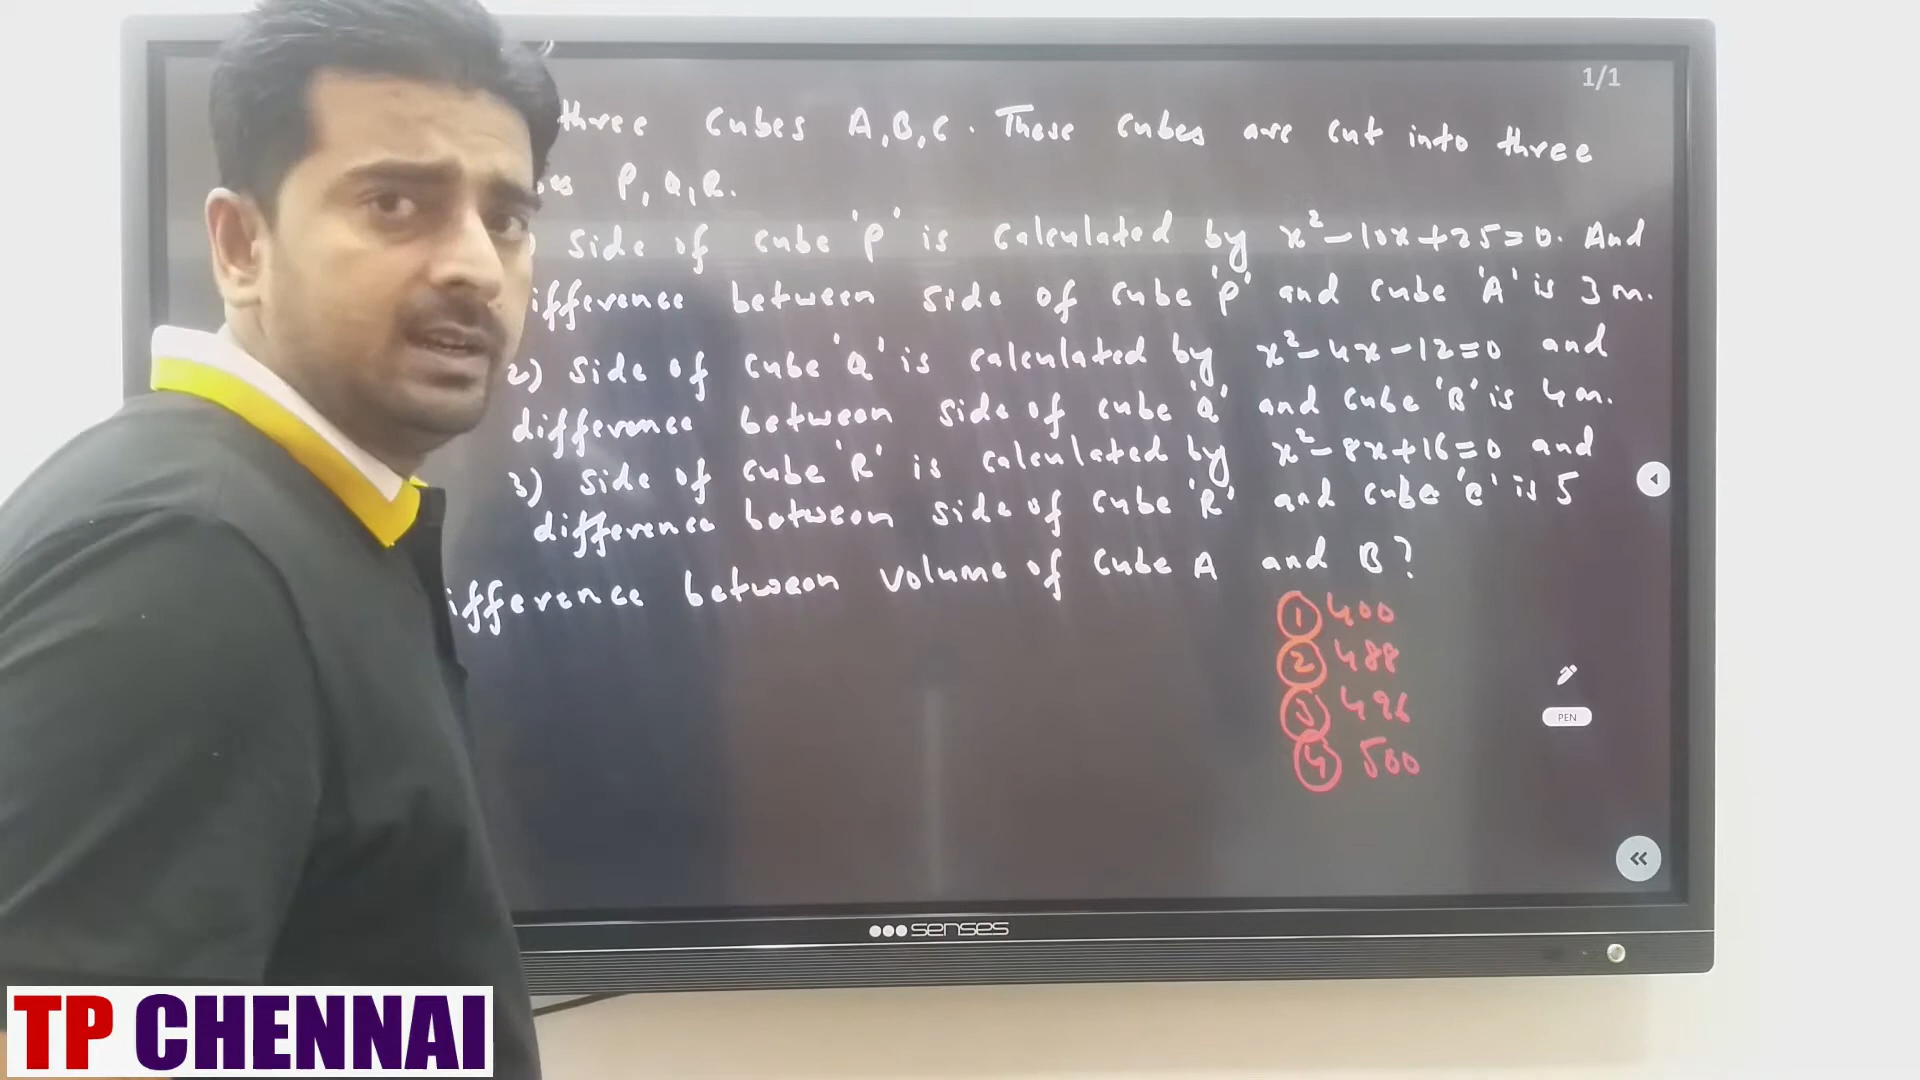 1/1
three cubes A, B, C. These cubes are cut into three
P, Q, R.
side of cube 'P' is calculated by x²-10x+25=0. And
ifference between side of cube 'P' and cube 'A' is 3m.
2) side of cube 'Q' is calculated by x²-4x-12=0 and
difference between side of cube 'Q' and cube 'B' is 4m.
3) side of cube 'R' is calculated by x²-8x+16=0 and
difference between side of cube 'R' and cube 'C' is 5
ifference between volume of cube A and B?
① 400
② 488
③ 496
④ 500
PEN
senses
TP CHENNAI